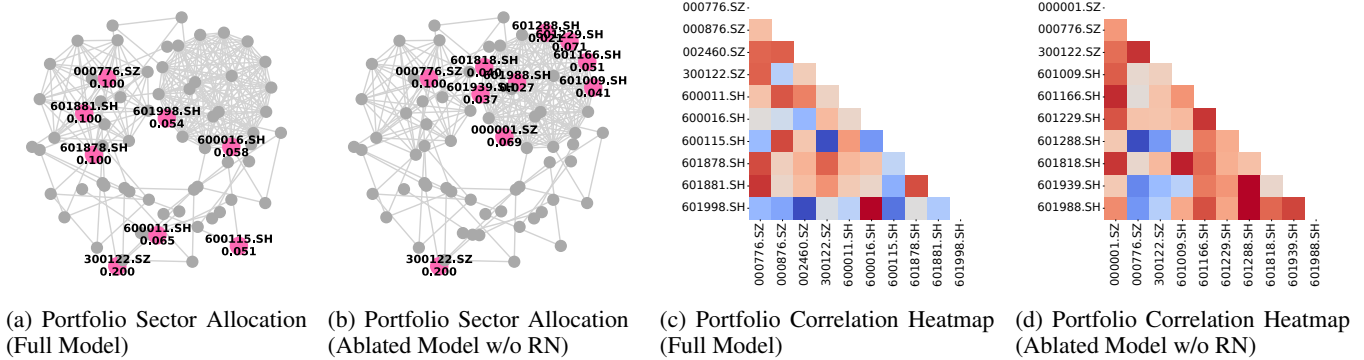 000776.SZ
0.100
601881.SH
0.100
601998.SH
0.054
600016.SH
0.058
601878.SH
0.100
600011.SH
0.065
600115.SH
0.051
300122.SZ
0.200
(a) Portfolio Sector Allocation
(Full Model)
601288.SH
0.021
601229.SH
0.071
601166.SH
0.051
601818.SH
0.040
000776.SZ
0.100
601988.SH
0.027
601939.SH
0.037
601009.SH
0.041
000001.SZ
0.069
300122.SZ
0.200
(b) Portfolio Sector Allocation
(Ablated Model w/o RN)
000776.SZ
000876.SZ
002460.SZ
300122.SZ
600011.SH
600016.SH
600115.SH
601878.SH
601881.SH
601998.SH
000776.SZ
000876.SZ
002460.SZ
300122.SZ
600011.SH
600016.SH
600115.SH
601878.SH
601881.SH
601998.SH
(c) Portfolio Correlation Heatmap
(Full Model)
000001.SZ
000776.SZ
300122.SZ
601009.SH
601166.SH
601229.SH
601288.SH
601818.SH
601939.SH
601988.SH
000001.SZ
000776.SZ
300122.SZ
601009.SH
601166.SH
601229.SH
601288.SH
601818.SH
601939.SH
601988.SH
(d) Portfolio Correlation Heatmap
(Ablated Model w/o RN)